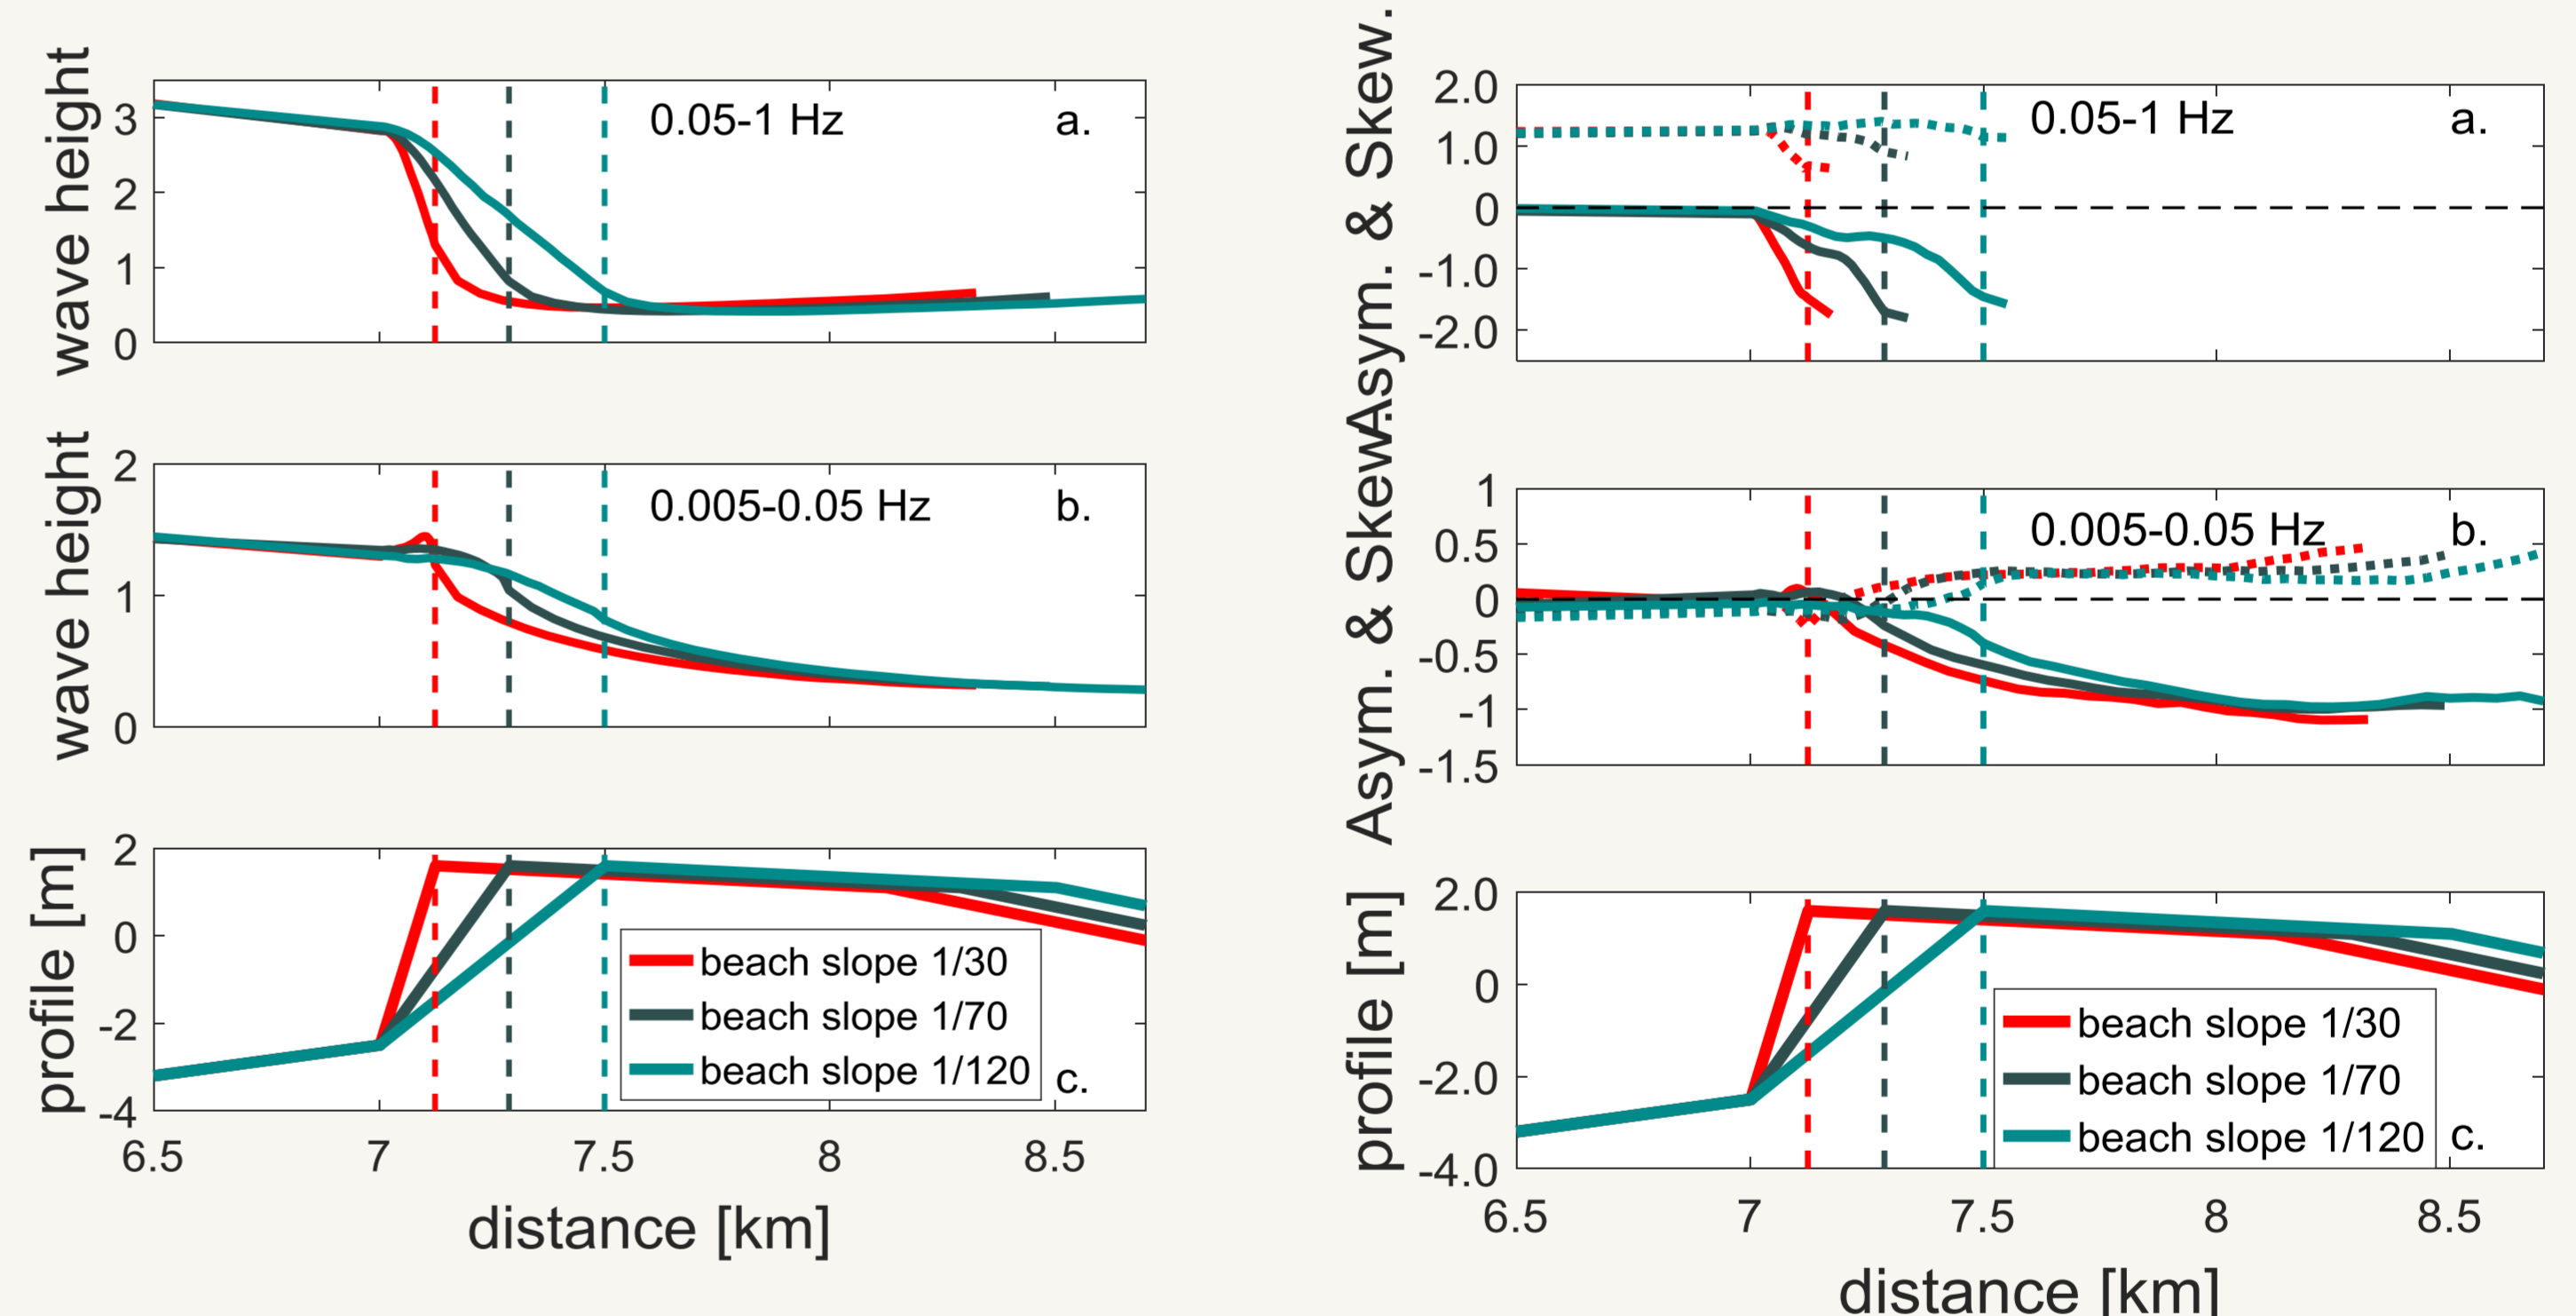 wave height
3
2
1
0
0.05-1 Hz
a.
wave height
2
1
0
0.005-0.05 Hz
b.
profile [m]
2
0
-2
-4
beach slope 1/30
beach slope 1/70
beach slope 1/120
c.
6.5 7 7.5 8 8.5
distance [km]
Asym. & Skew.
2.0
1.0
0
-1.0
-2.0
0.05-1 Hz
a.
Asym. & Skew.
1
0.5
0
-0.5
-1
-1.5
0.005-0.05 Hz
b.
profile [m]
2.0
0
-2.0
-4.0
beach slope 1/30
beach slope 1/70
beach slope 1/120
c.
6.5 7 7.5 8 8.5
distance [km]